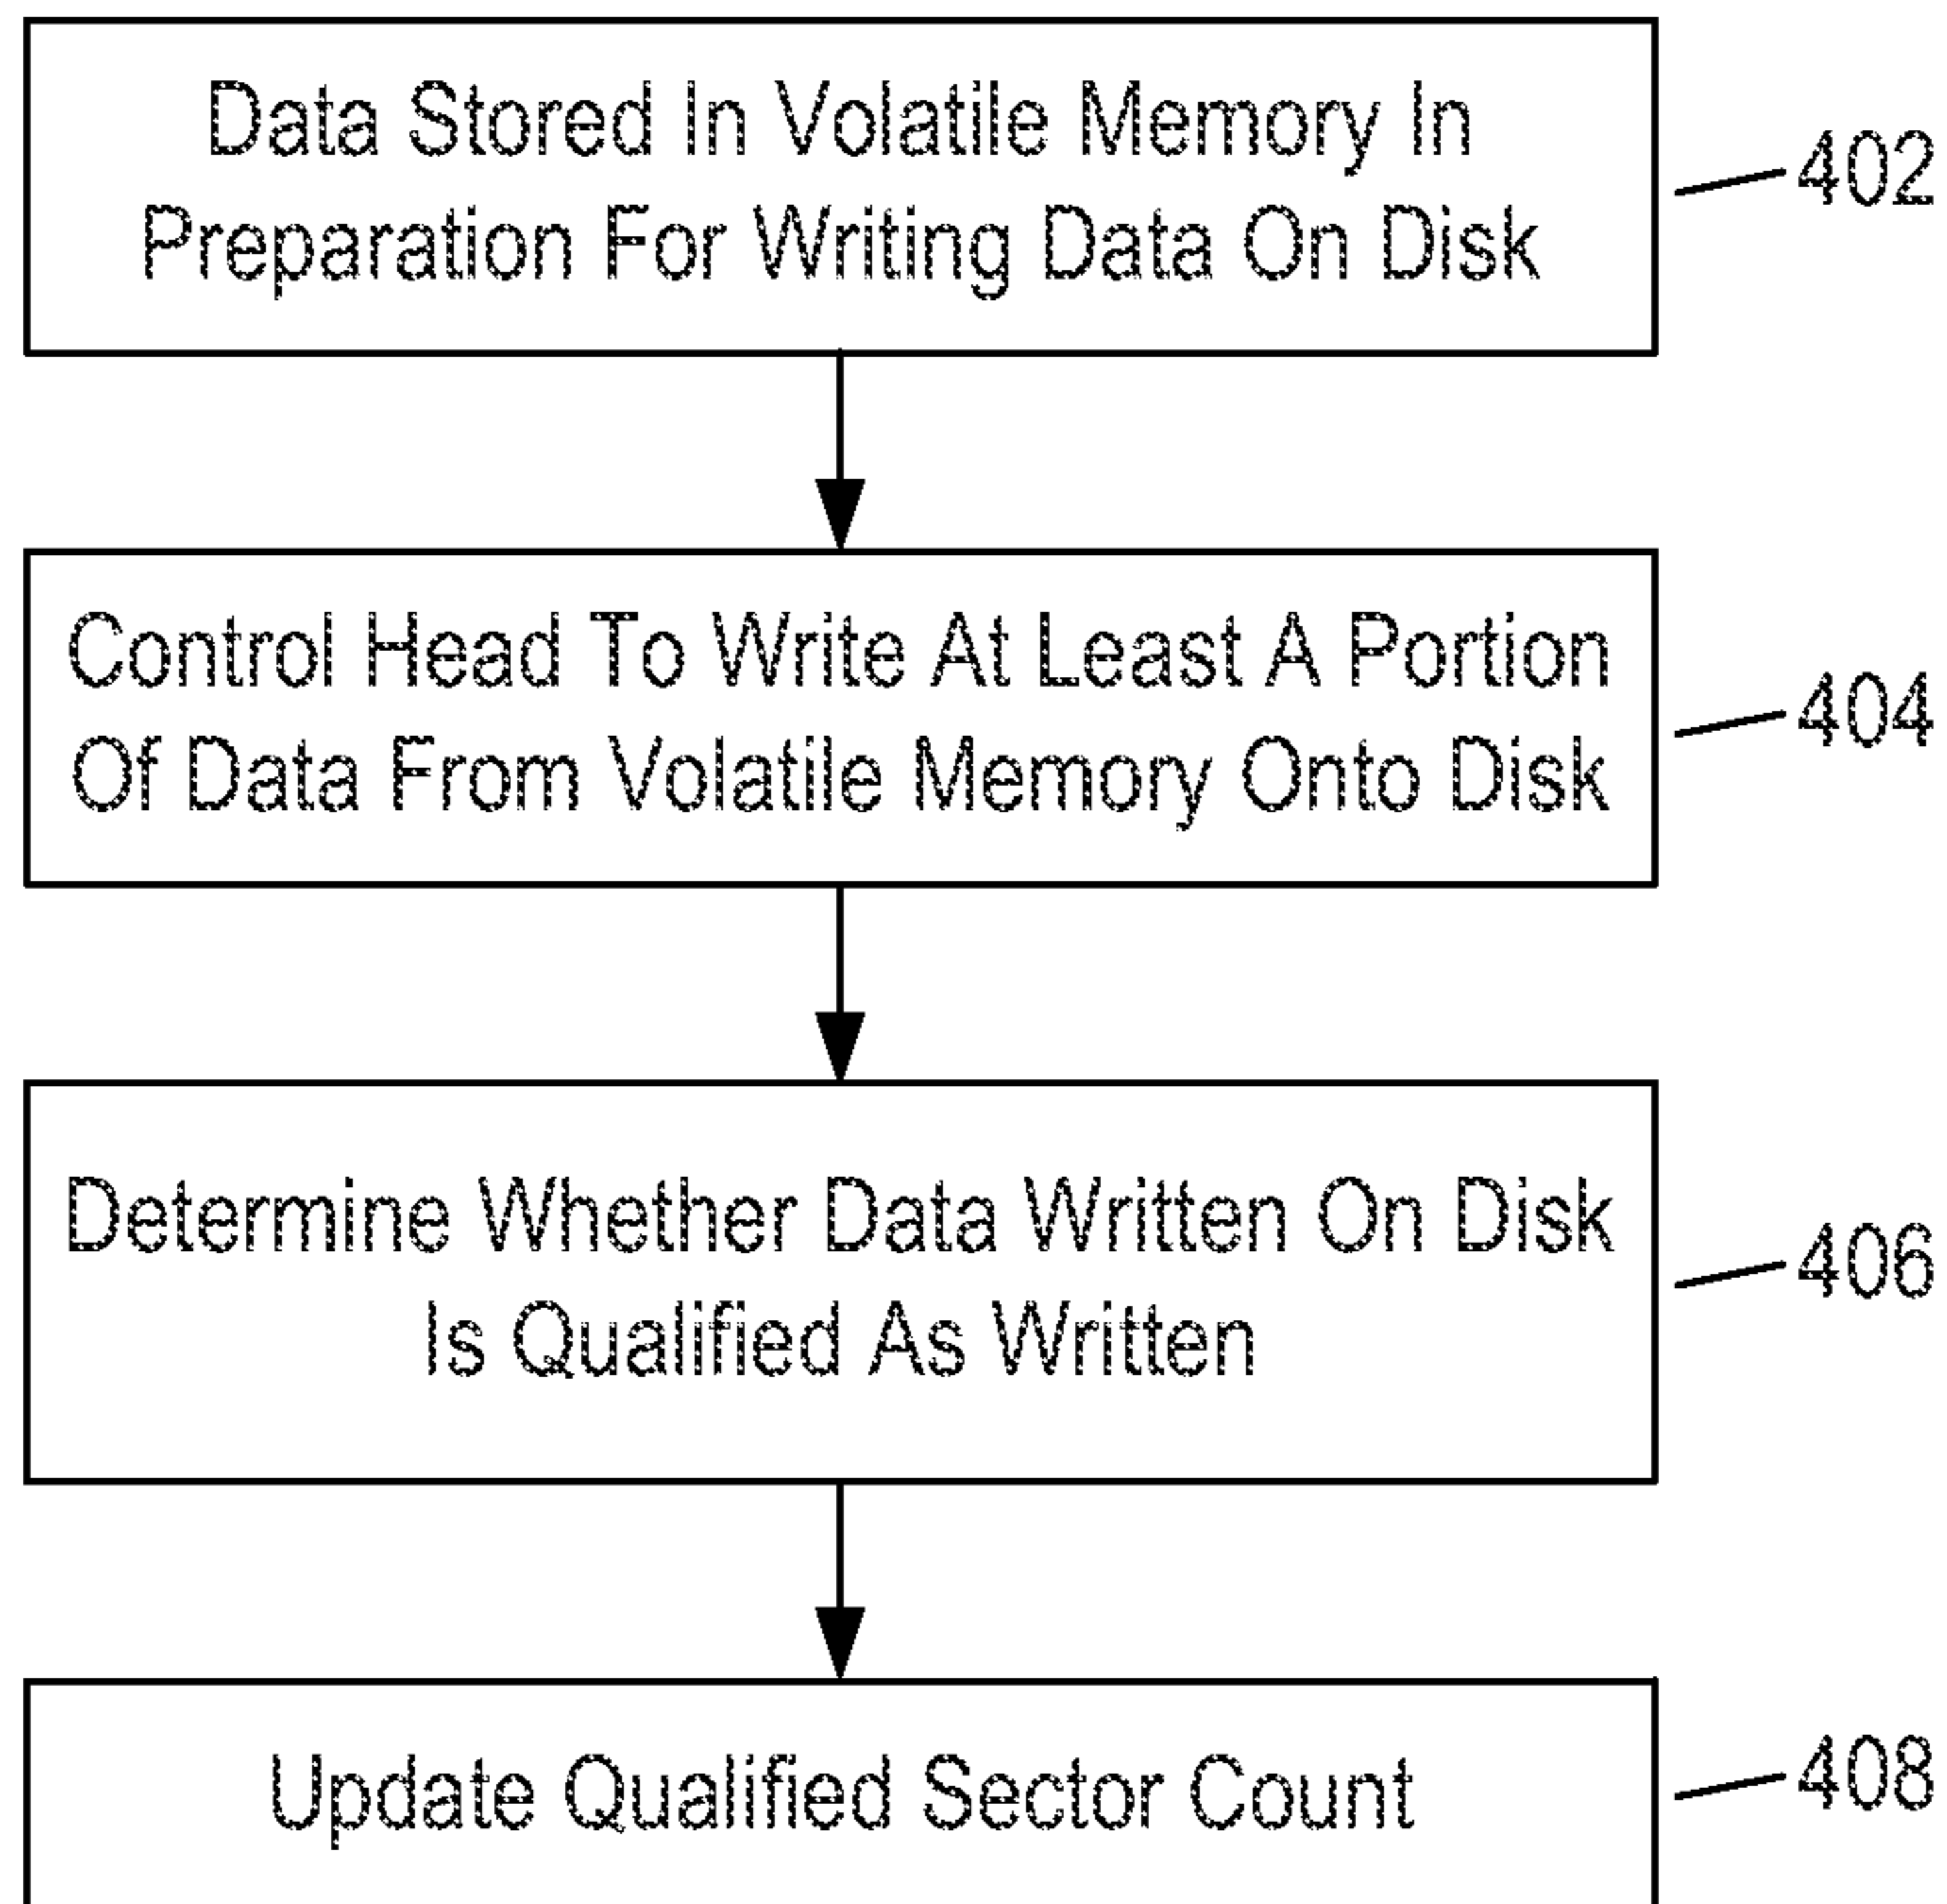 Data Stored In Volatile Memory In
Preparation For Writing Data On Disk
402
Control Head To Write At Least A Portion
Of Data From Volatile Memory Onto Disk
404
Determine Whether Data Written On Disk
Is Qualified As Written
406
Update Qualified Sector Count
408